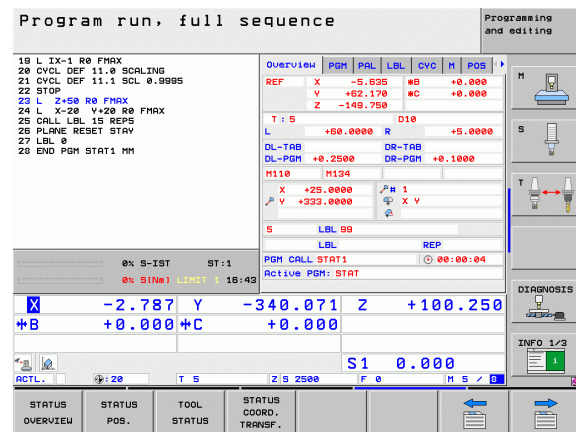 Program run, full sequence
Programming and editing
19 L IX-1 R0 FMAX
20 CYCL DEF 11.0 SCALING
21 CYCL DEF 11.1 SCL 0.9995
22 STOP
23 L Z+50 R0 FMAX
24 L X-20 Y+20 R0 FMAX
25 CALL LBL 15 REP5
26 PLANE RESET STAY
27 LBL 0
28 END PGM STAT1 MM
Overview PGM PAL LBL CYC M POS
REF X -5.635 *B +0.000
Y +62.170 *C +0.000
Z -149.750
T : 5 D10
L +60.0000 R +5.0000
DL-TAB DR-TAB
DL-PGM +0.2500 DR-PGM +0.1000
M110 M134
X +25.0000 # 1
Y +333.0000 X Y
5 LBL 99
LBL REP
PGM CALL STAT1 00:00:04
Active PGM: STAT
0% S-IST ST:1
0% S[Nm] LIMIT 1 16:43
X -2.787 Y -340.071 Z +100.250
*B +0.000 *C +0.000
S1 0.000
ACTL. : 20 T 5 Z S 2500 F 0 M 5 / 8
M
S
T
DIAGNOSIS
INFO 1/3
1
STATUS OVERVIEW
STATUS POS.
TOOL STATUS
STATUS COORD. TRANSF.